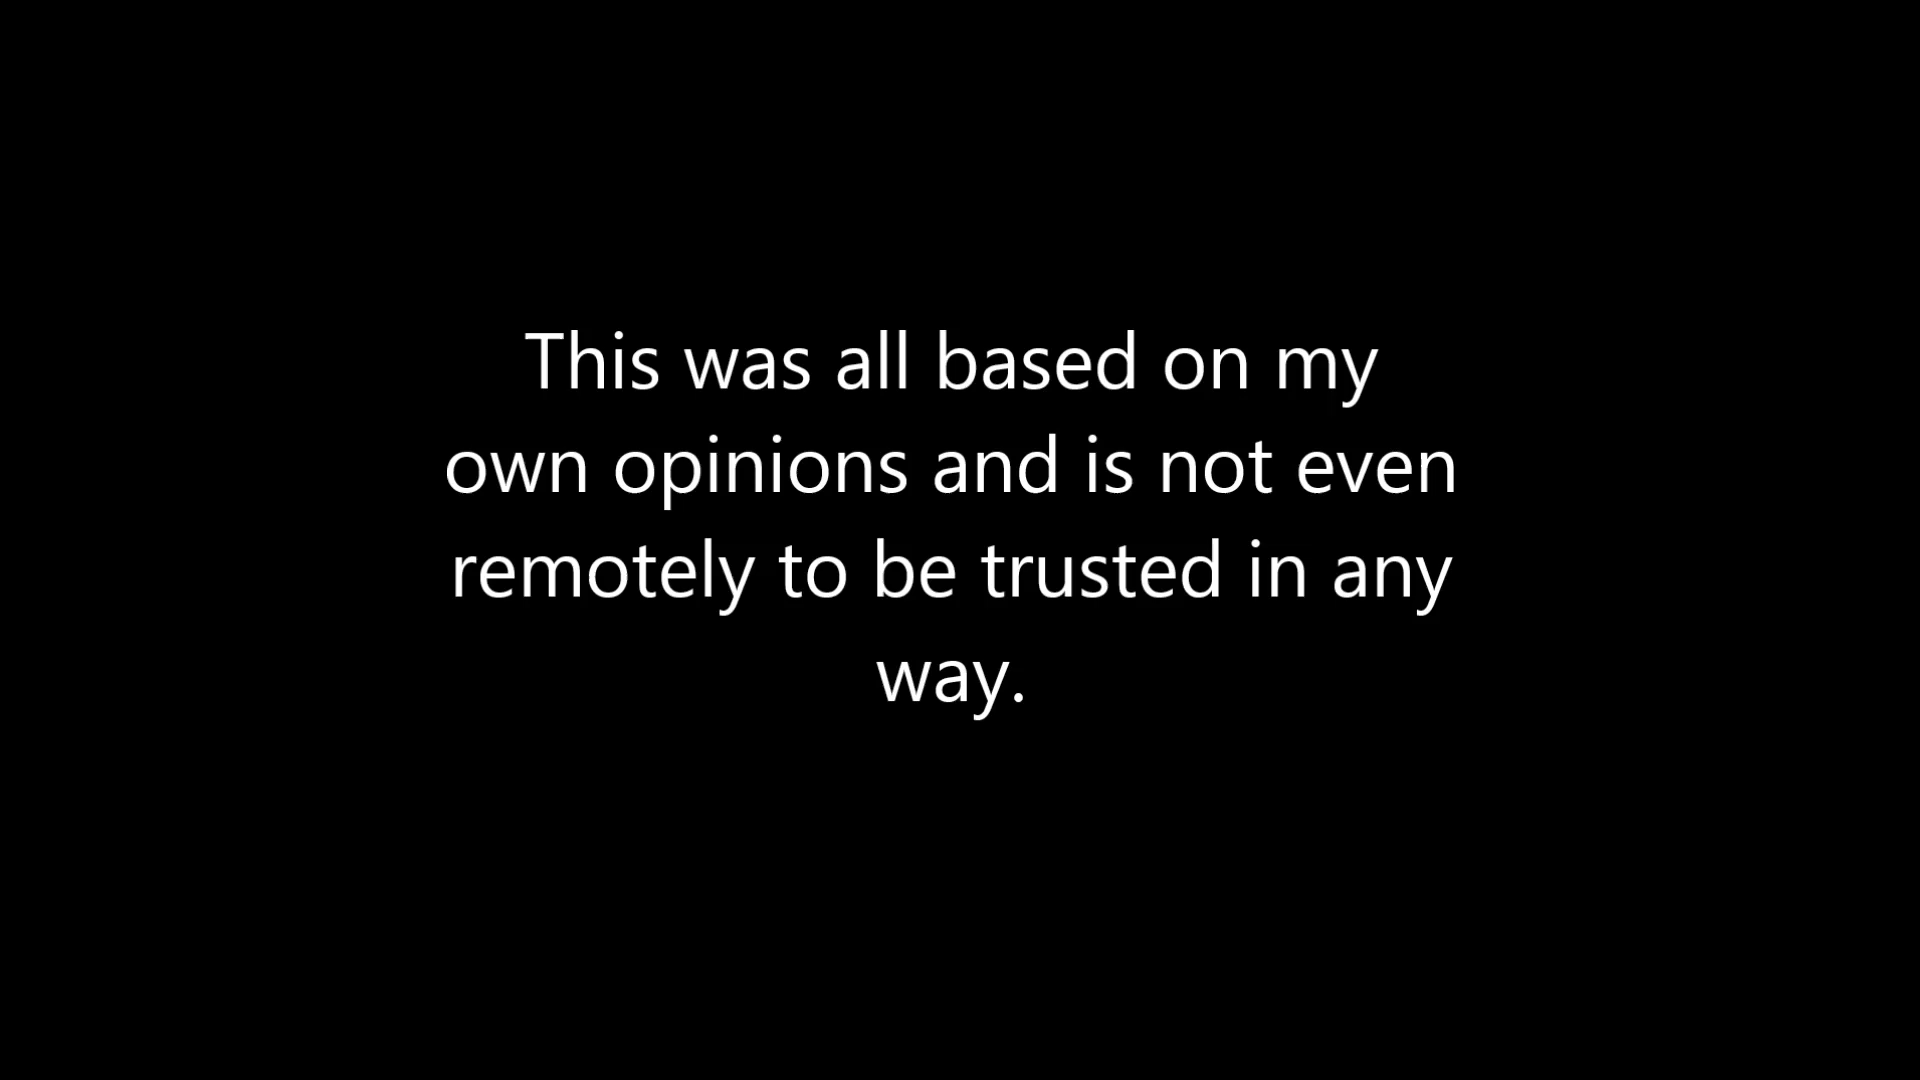 This was all based on my
own opinions and is not even
remotely to be trusted in any
way.